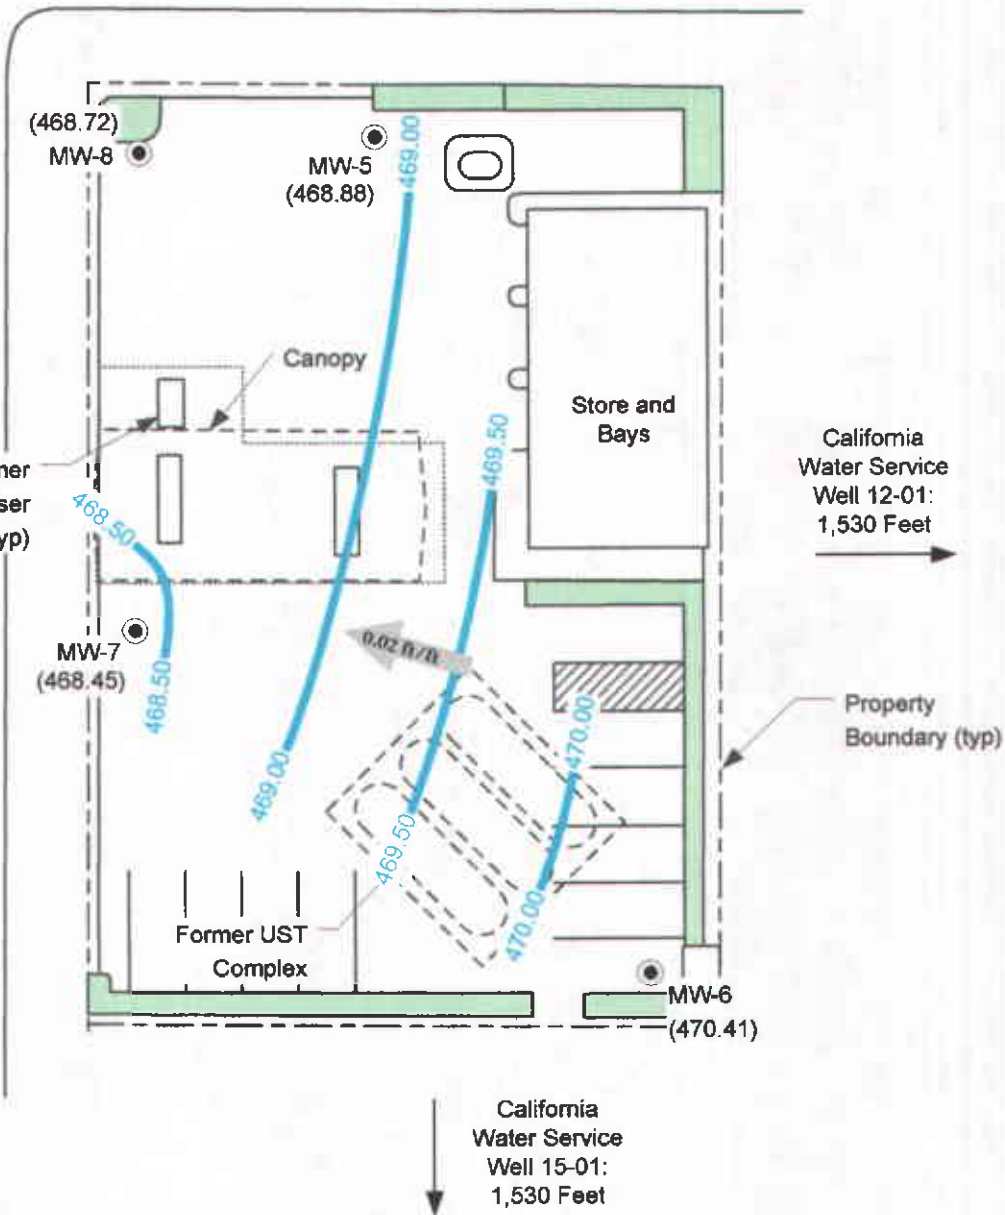 (468.72)
MW-8
MW-5
(468.88)
469.00
Canopy
Store and
Bays
469.50
California
Water Service
Well 12-01:
1,530 Feet
ner
ser
yp)
468.50
MW-7
(468.45)
468.50
0.02 ft/ft
Property
Boundary (typ)
470.00
469.00
469.50
470.00
Former UST
Complex
MW-6
(470.41)
California
Water Service
Well 15-01:
1,530 Feet